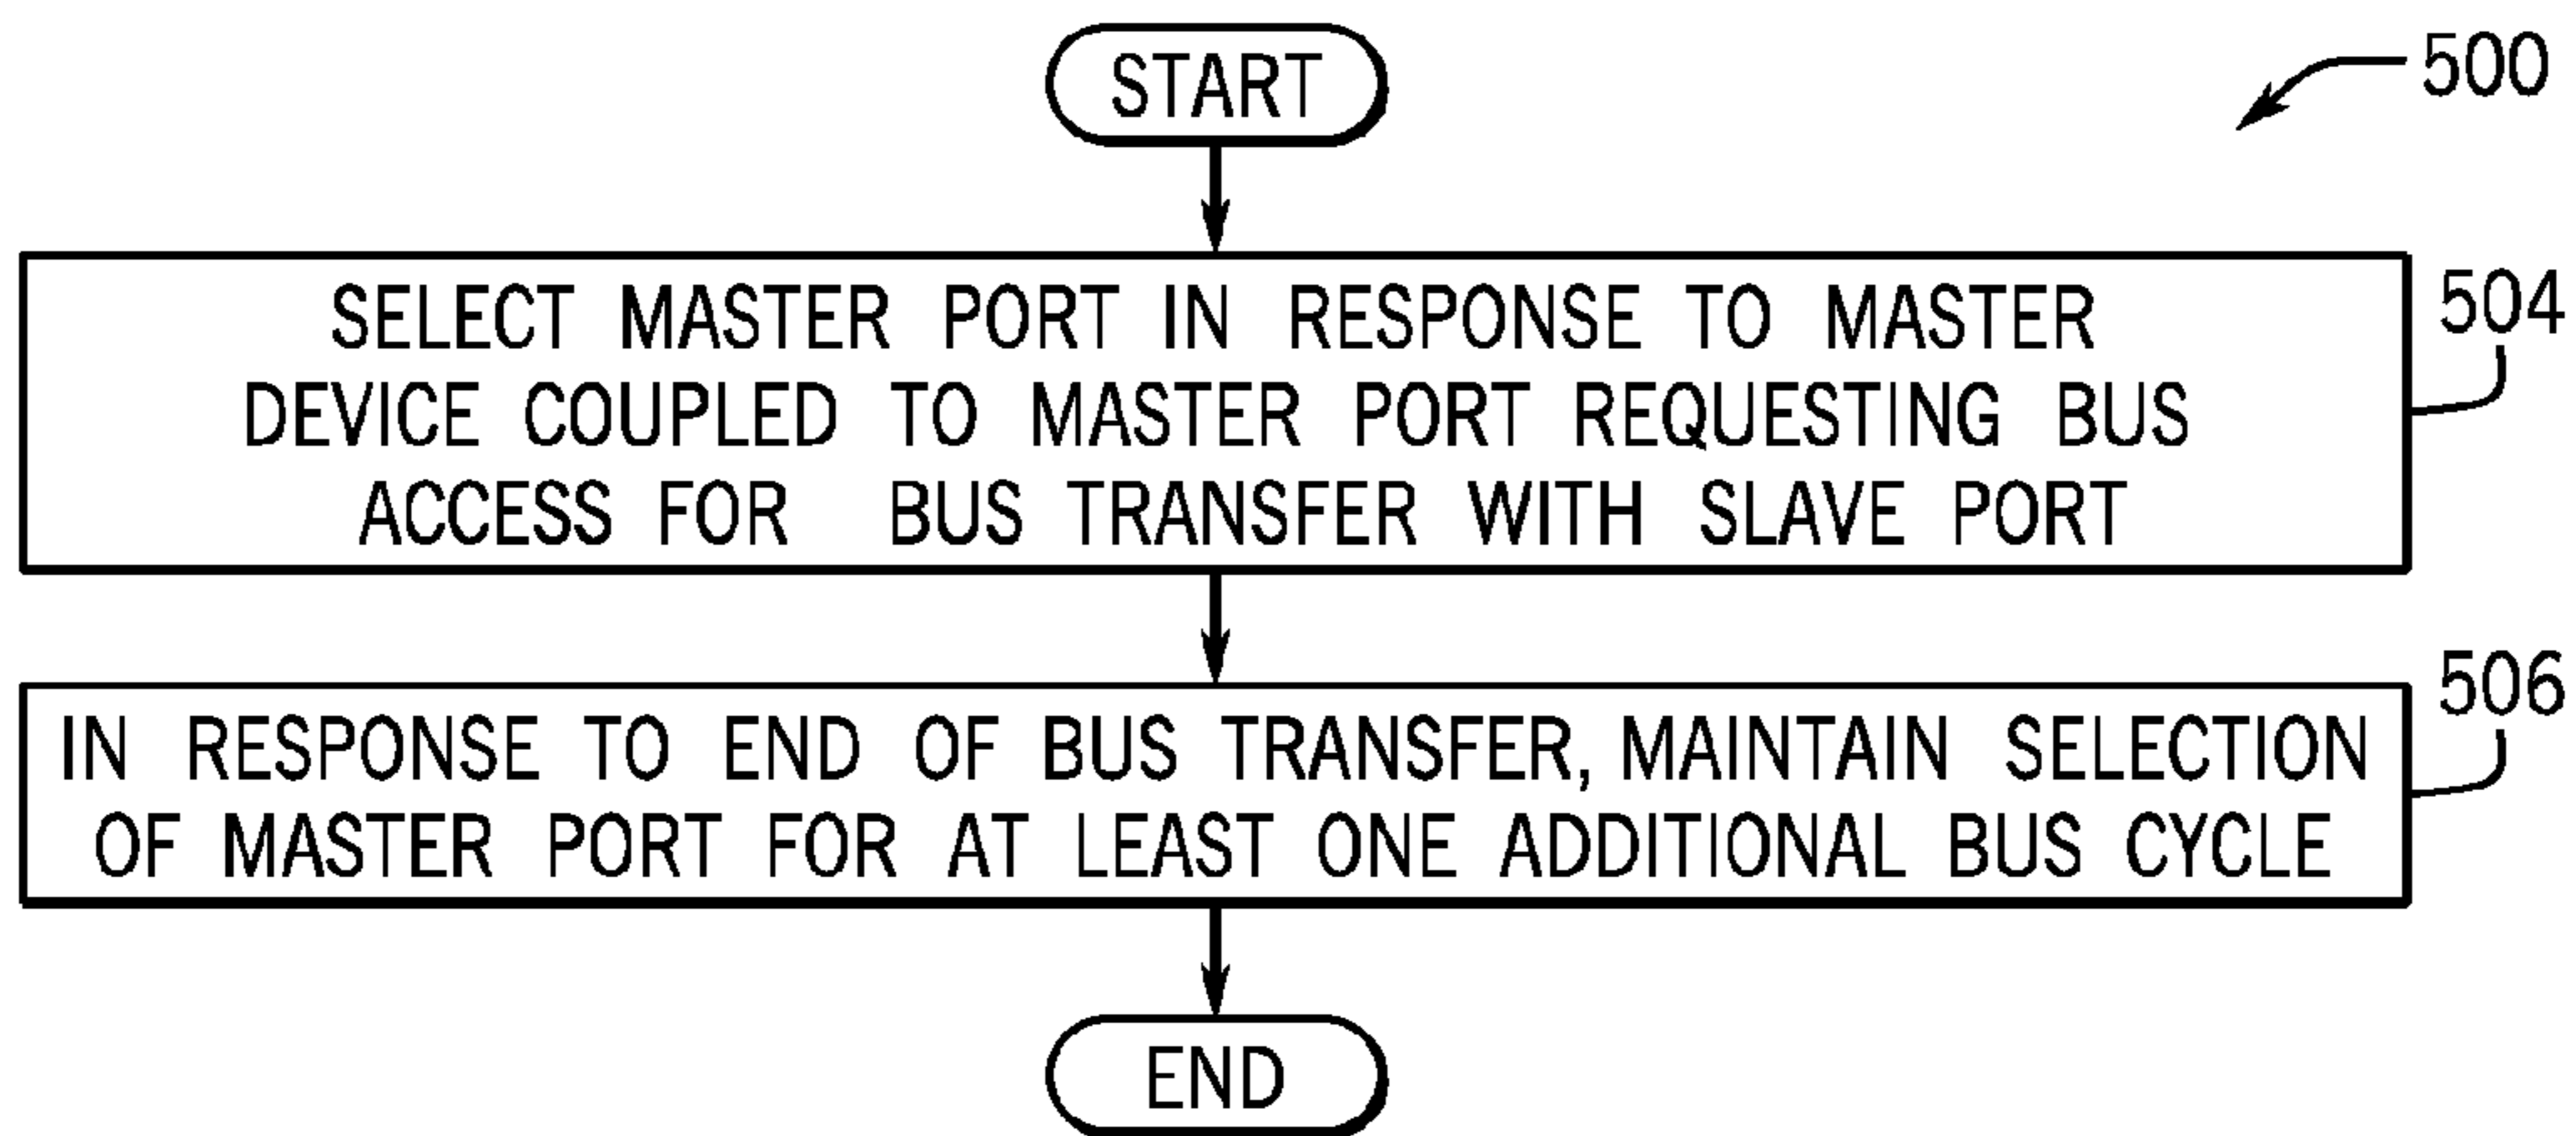 START
500
SELECT MASTER PORT IN RESPONSE TO MASTER
DEVICE COUPLED TO MASTER PORT REQUESTING BUS
ACCESS FOR BUS TRANSFER WITH SLAVE PORT
504
IN RESPONSE TO END OF BUS TRANSFER, MAINTAIN SELECTION
OF MASTER PORT FOR AT LEAST ONE ADDITIONAL BUS CYCLE
506
END